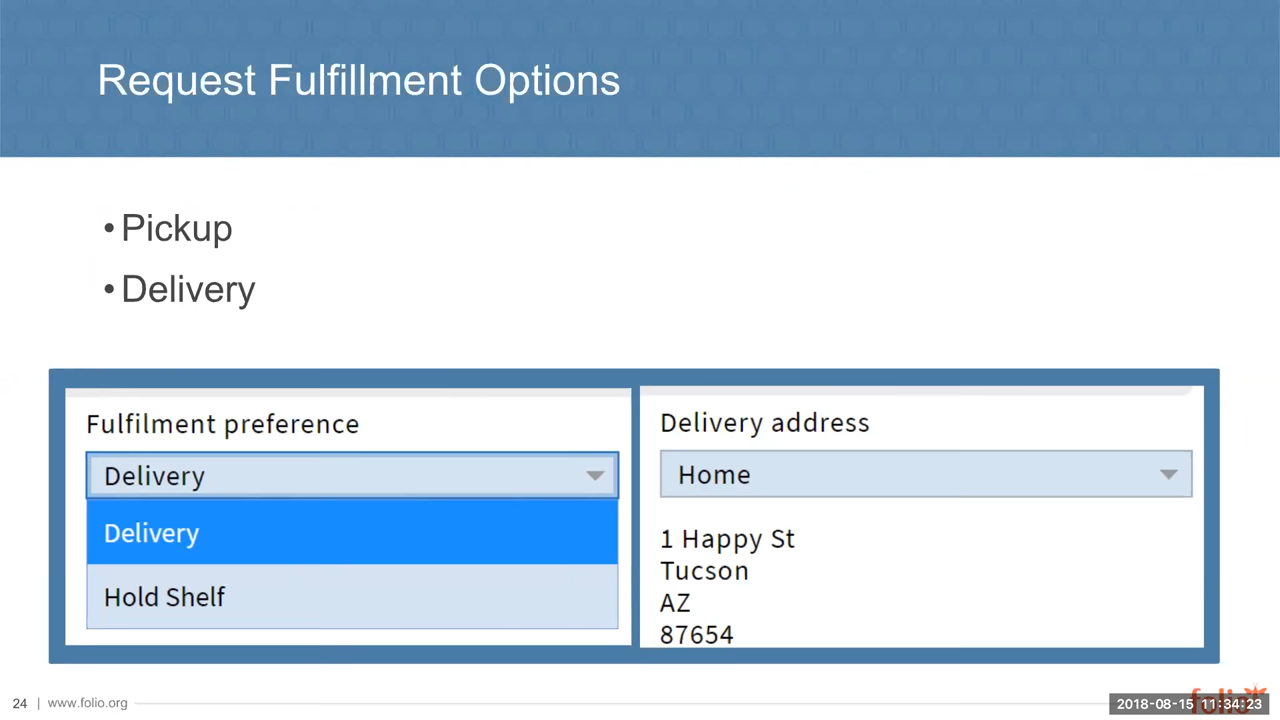 Request Fulfillment Options
• Pickup
• Delivery
Fulfilment preference
Delivery
Delivery
Hold Shelf
Delivery address
Home
1 Happy St
Tucson
AZ
87654
24 | www.folio.org
folio
2018-08-15 11:34:23